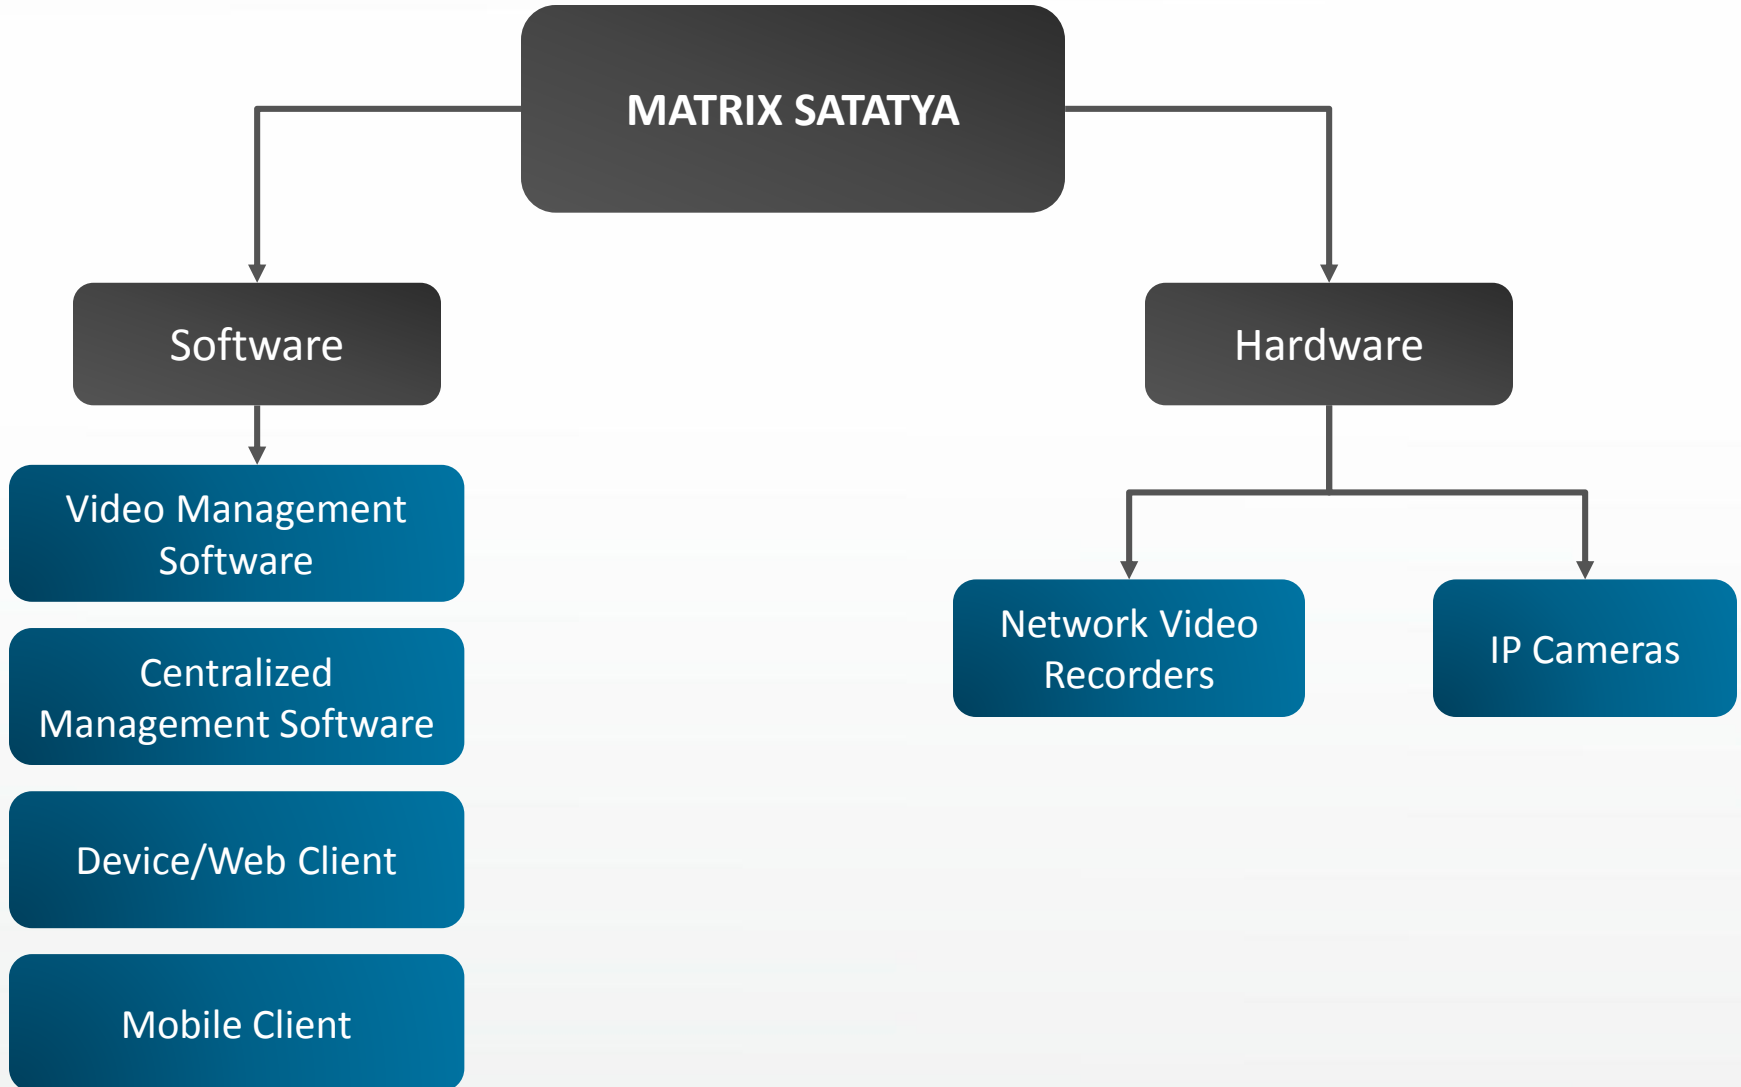 MATRIX SATATYA
Software
Hardware
Video Management
Software
Centralized
Management Software
Device/Web Client
Mobile Client
Network Video
Recorders
IP Cameras